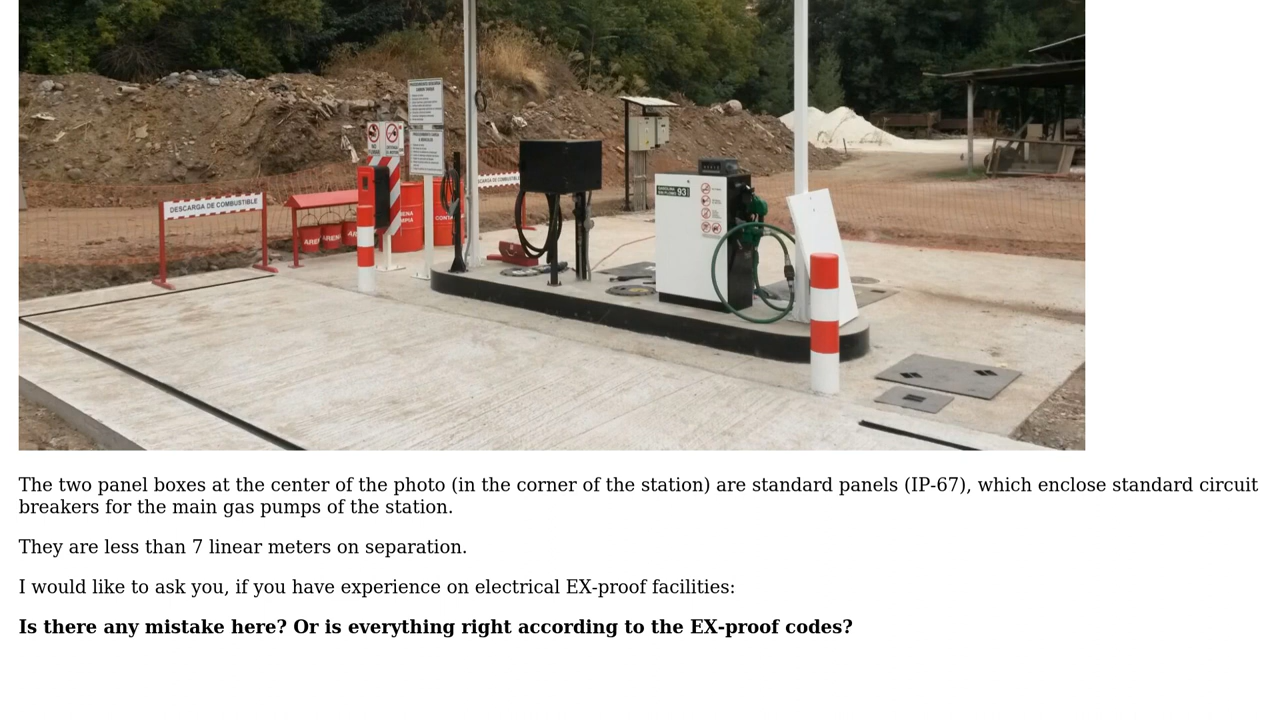 DESCARGA DE COMBUSTIBLE
GASOLINA
SIN PLOMO 93
The two panel boxes at the center of the photo (in the corner of the station) are standard panels (IP-67), which enclose standard circuit
breakers for the main gas pumps of the station.
They are less than 7 linear meters on separation.
I would like to ask you, if you have experience on electrical EX-proof facilities:
Is there any mistake here? Or is everything right according to the EX-proof codes?